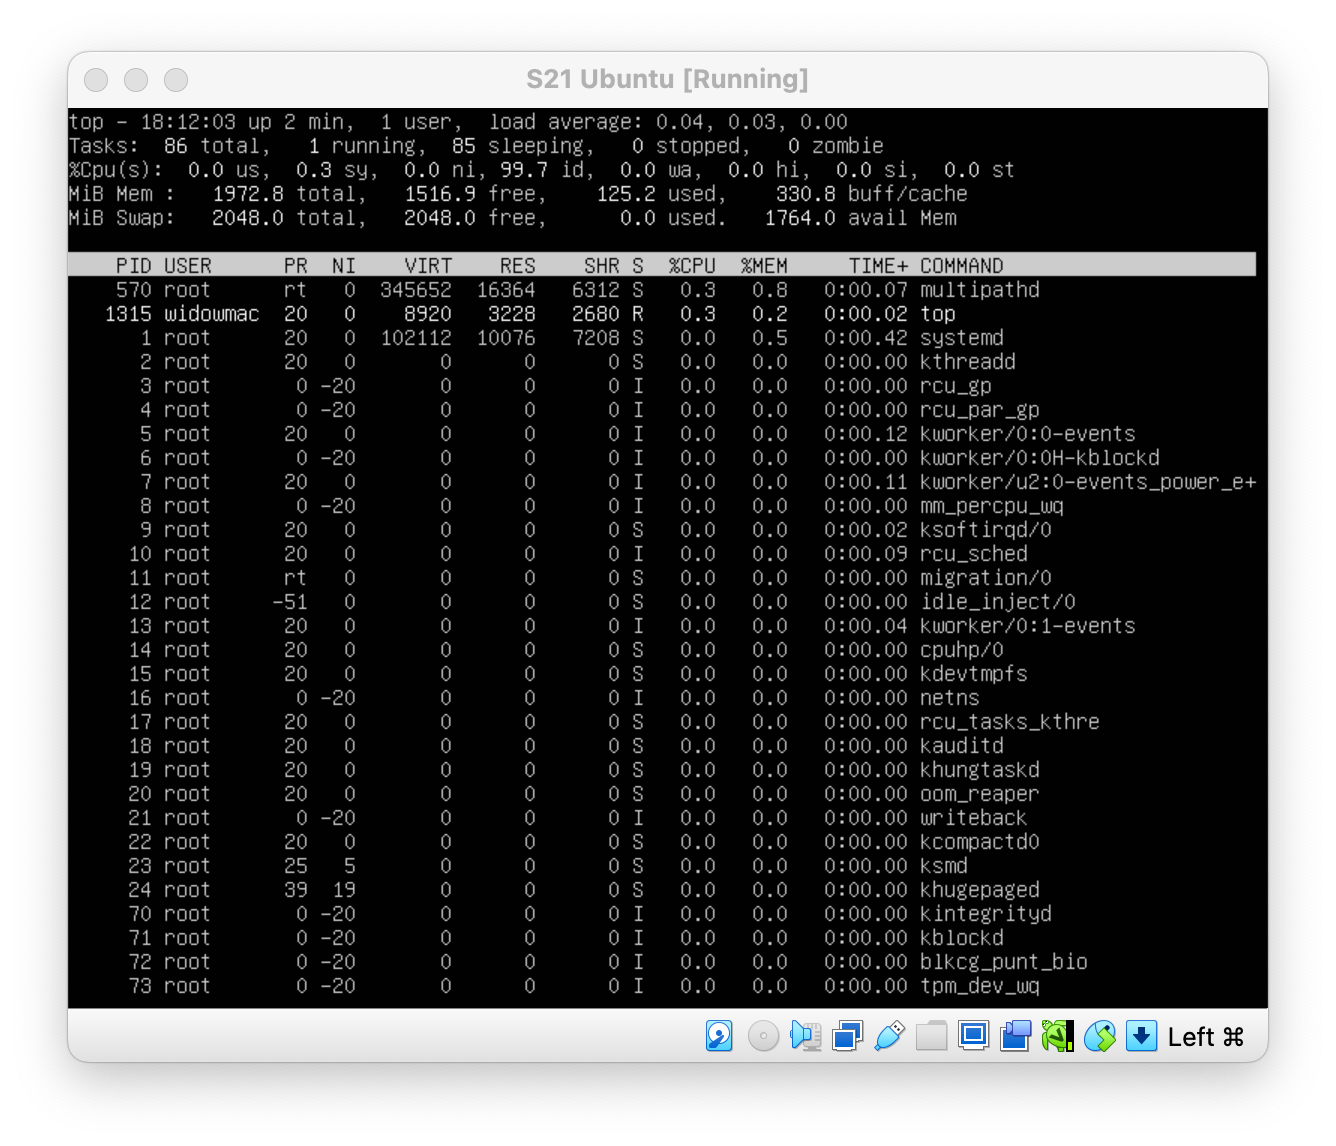 S21 Ubuntu [Running]
top - 18:12:03 up 2 min,  1 user,  load average: 0.04, 0.03, 0.00
Tasks:  86 total,   1 running,  85 sleeping,   0 stopped,   0 zombie
%Cpu(s):  0.0 us,  0.3 sy,  0.0 ni, 99.7 id,  0.0 wa,  0.0 hi,  0.0 si,  0.0 st
MiB Mem :   1972.8 total,   1516.9 free,    125.2 used,    330.8 buff/cache
MiB Swap:   2048.0 total,   2048.0 free,      0.0 used.   1764.0 avail Mem
PID USER      PR  NI    VIRT    RES    SHR S  %CPU  %MEM     TIME+ COMMAND
570 root      rt   0  345652  16364   6312 S   0.3   0.8   0:00.07 multipathd
1315 widowmac  20   0    8920   3228   2680 R   0.3   0.2   0:00.02 top
1 root      20   0  102112  10076   7208 S   0.0   0.5   0:00.42 systemd
2 root      20   0       0      0      0 S   0.0   0.0   0:00.00 kthreadd
3 root       0 -20       0      0      0 I   0.0   0.0   0:00.00 rcu_gp
4 root       0 -20       0      0      0 I   0.0   0.0   0:00.00 rcu_par_gp
5 root      20   0       0      0      0 I   0.0   0.0   0:00.12 kworker/0:0-events
6 root       0 -20       0      0      0 I   0.0   0.0   0:00.00 kworker/0:0H-kblockd
7 root      20   0       0      0      0 I   0.0   0.0   0:00.11 kworker/u2:0-events_power_e+
8 root       0 -20       0      0      0 I   0.0   0.0   0:00.00 mm_percpu_wq
9 root      20   0       0      0      0 S   0.0   0.0   0:00.02 ksoftirqd/0
10 root      20   0       0      0      0 I   0.0   0.0   0:00.09 rcu_sched
11 root      rt   0       0      0      0 S   0.0   0.0   0:00.00 migration/0
12 root     -51   0       0      0      0 S   0.0   0.0   0:00.00 idle_inject/0
13 root      20   0       0      0      0 I   0.0   0.0   0:00.04 kworker/0:1-events
14 root      20   0       0      0      0 S   0.0   0.0   0:00.00 cpuhp/0
15 root      20   0       0      0      0 S   0.0   0.0   0:00.00 kdevtmpfs
16 root       0 -20       0      0      0 I   0.0   0.0   0:00.00 netns
17 root      20   0       0      0      0 S   0.0   0.0   0:00.00 rcu_tasks_kthre
18 root      20   0       0      0      0 S   0.0   0.0   0:00.00 kauditd
19 root      20   0       0      0      0 S   0.0   0.0   0:00.00 khungtaskd
20 root      20   0       0      0      0 S   0.0   0.0   0:00.00 oom_reaper
21 root       0 -20       0      0      0 I   0.0   0.0   0:00.00 writeback
22 root      20   0       0      0      0 S   0.0   0.0   0:00.00 kcompactd0
23 root      25   5       0      0      0 S   0.0   0.0   0:00.00 ksmd
24 root      39  19       0      0      0 S   0.0   0.0   0:00.00 khugepaged
70 root       0 -20       0      0      0 I   0.0   0.0   0:00.00 kintegrityd
71 root       0 -20       0      0      0 I   0.0   0.0   0:00.00 kblockd
72 root       0 -20       0      0      0 I   0.0   0.0   0:00.00 blkcg_punt_bio
73 root       0 -20       0      0      0 I   0.0   0.0   0:00.00 tpm_dev_wq
Left ⌘